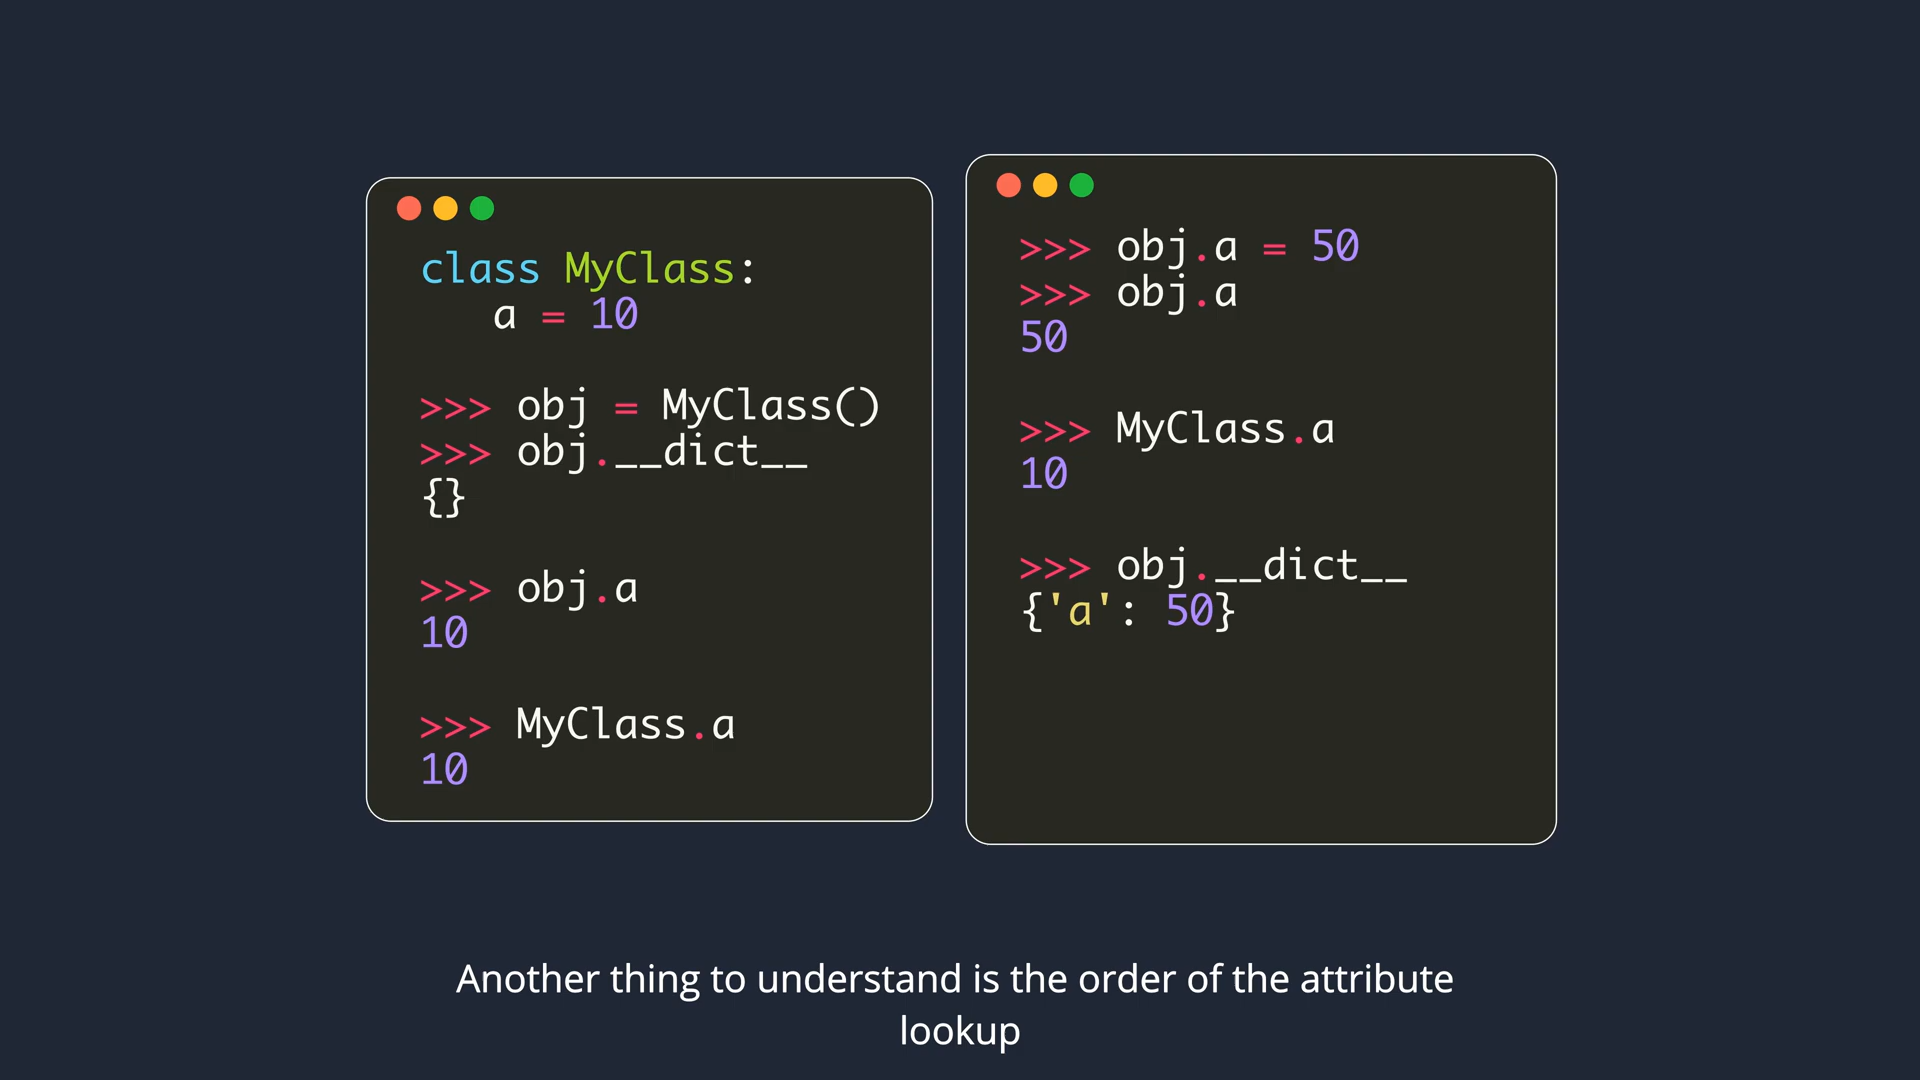 class MyClass:
   a = 10
>>> obj = MyClass()
>>> obj.__dict__
{}
>>> obj.a
10
>>> MyClass.a
10
>>> obj.a = 50
>>> obj.a
50
>>> MyClass.a
10
>>> obj.__dict__
{'a': 50}
Another thing to understand is the order of the attribute
lookup